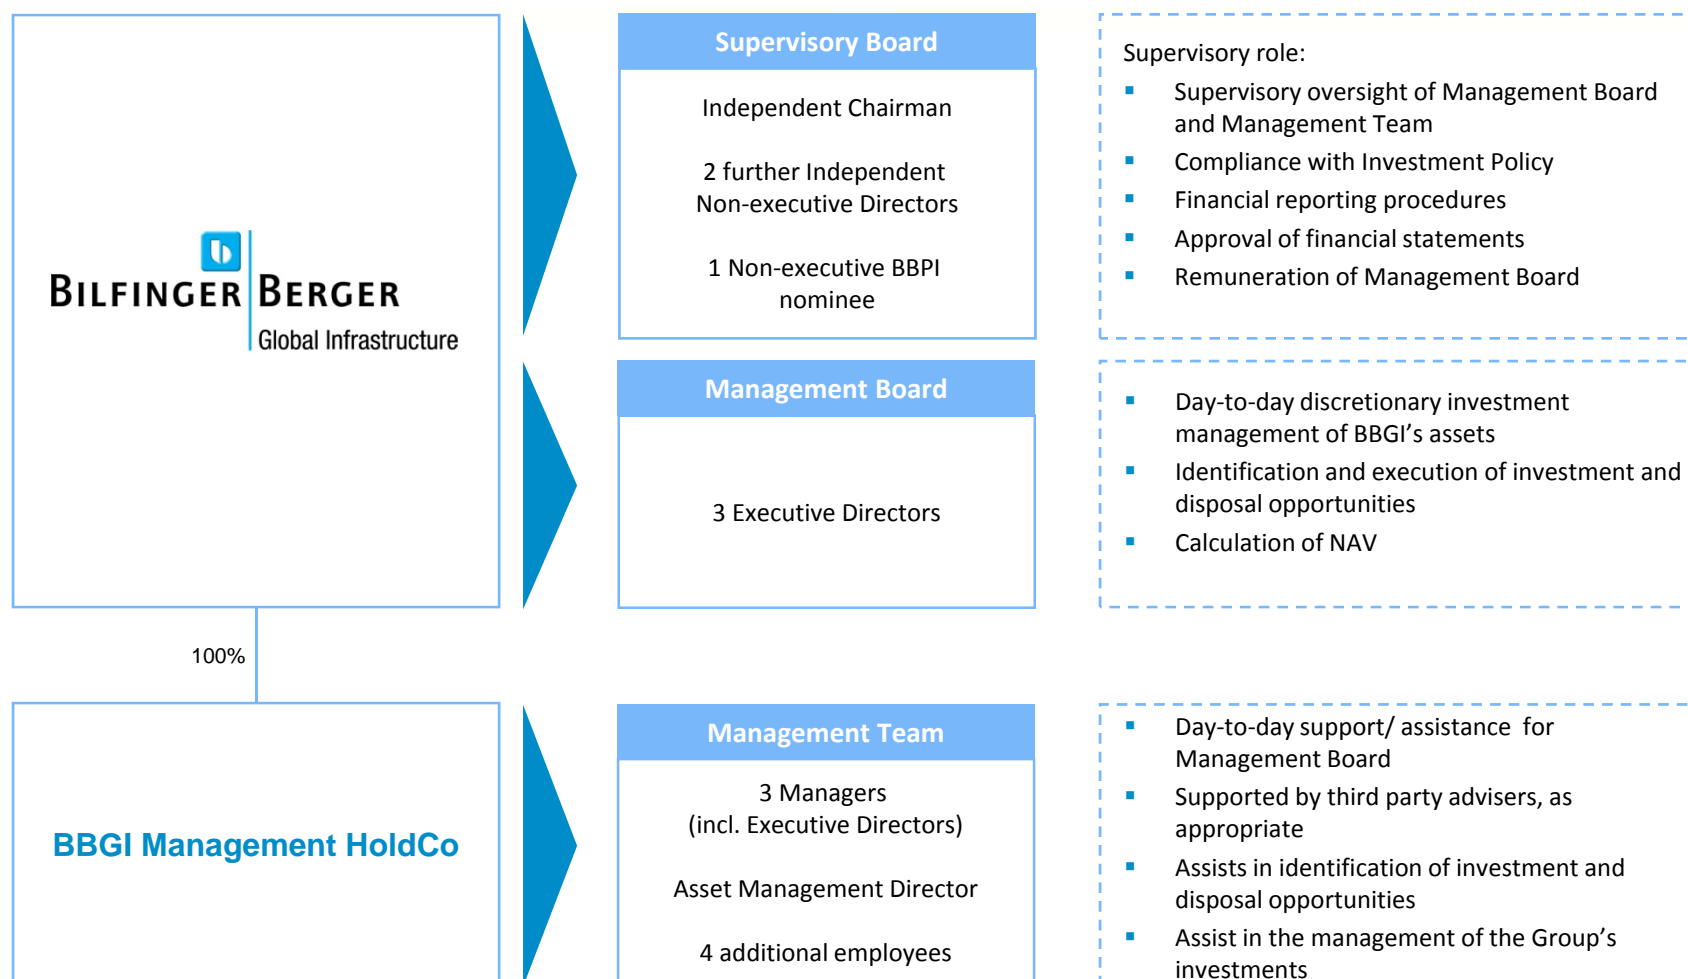 BILFINGER BERGER
Global Infrastructure
Supervisory Board
Independent Chairman
2 further Independent
Non-executive Directors
1 Non-executive BBPI
nominee
Supervisory role:
▪ Supervisory oversight of Management Board
and Management Team
▪ Compliance with Investment Policy
▪ Financial reporting procedures
▪ Approval of financial statements
▪ Remuneration of Management Board
Management Board
3 Executive Directors
▪ Day-to-day discretionary investment
management of BBGI’s assets
▪ Identification and execution of investment and
disposal opportunities
▪ Calculation of NAV
100%
BBGI Management HoldCo
Management Team
3 Managers
(incl. Executive Directors)
Asset Management Director
4 additional employees
▪ Day-to-day support/ assistance for
Management Board
▪ Supported by third party advisers, as
appropriate
▪ Assists in identification of investment and
disposal opportunities
▪ Assist in the management of the Group’s
investments